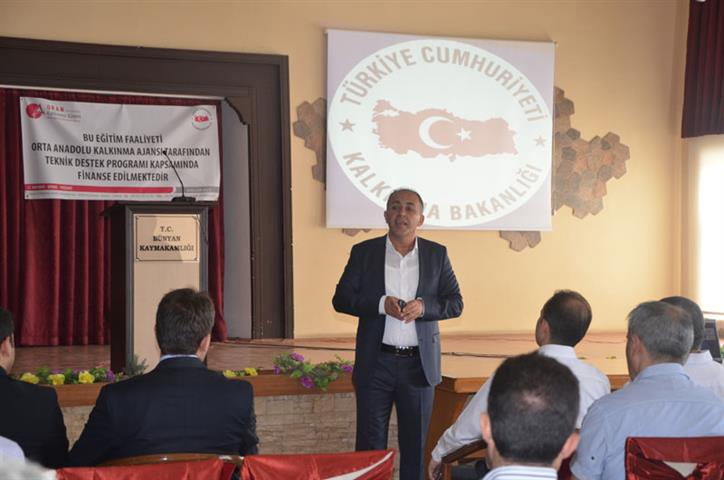 ORAN
BU EĞİTİM FAALİYETİ
ORTA ANADOLU KALKINMA AJANSI TARAFINDAN
TEKNİK DESTEK PROGRAMI KAPSAMINDA
FİNANSE EDİLMEKTEDİR
TÜRKİYE CUMHURİYETİ
KALKINMA BAKANLIĞI
T.C.
BÜNYAN
KAYMAKAMLIĞI